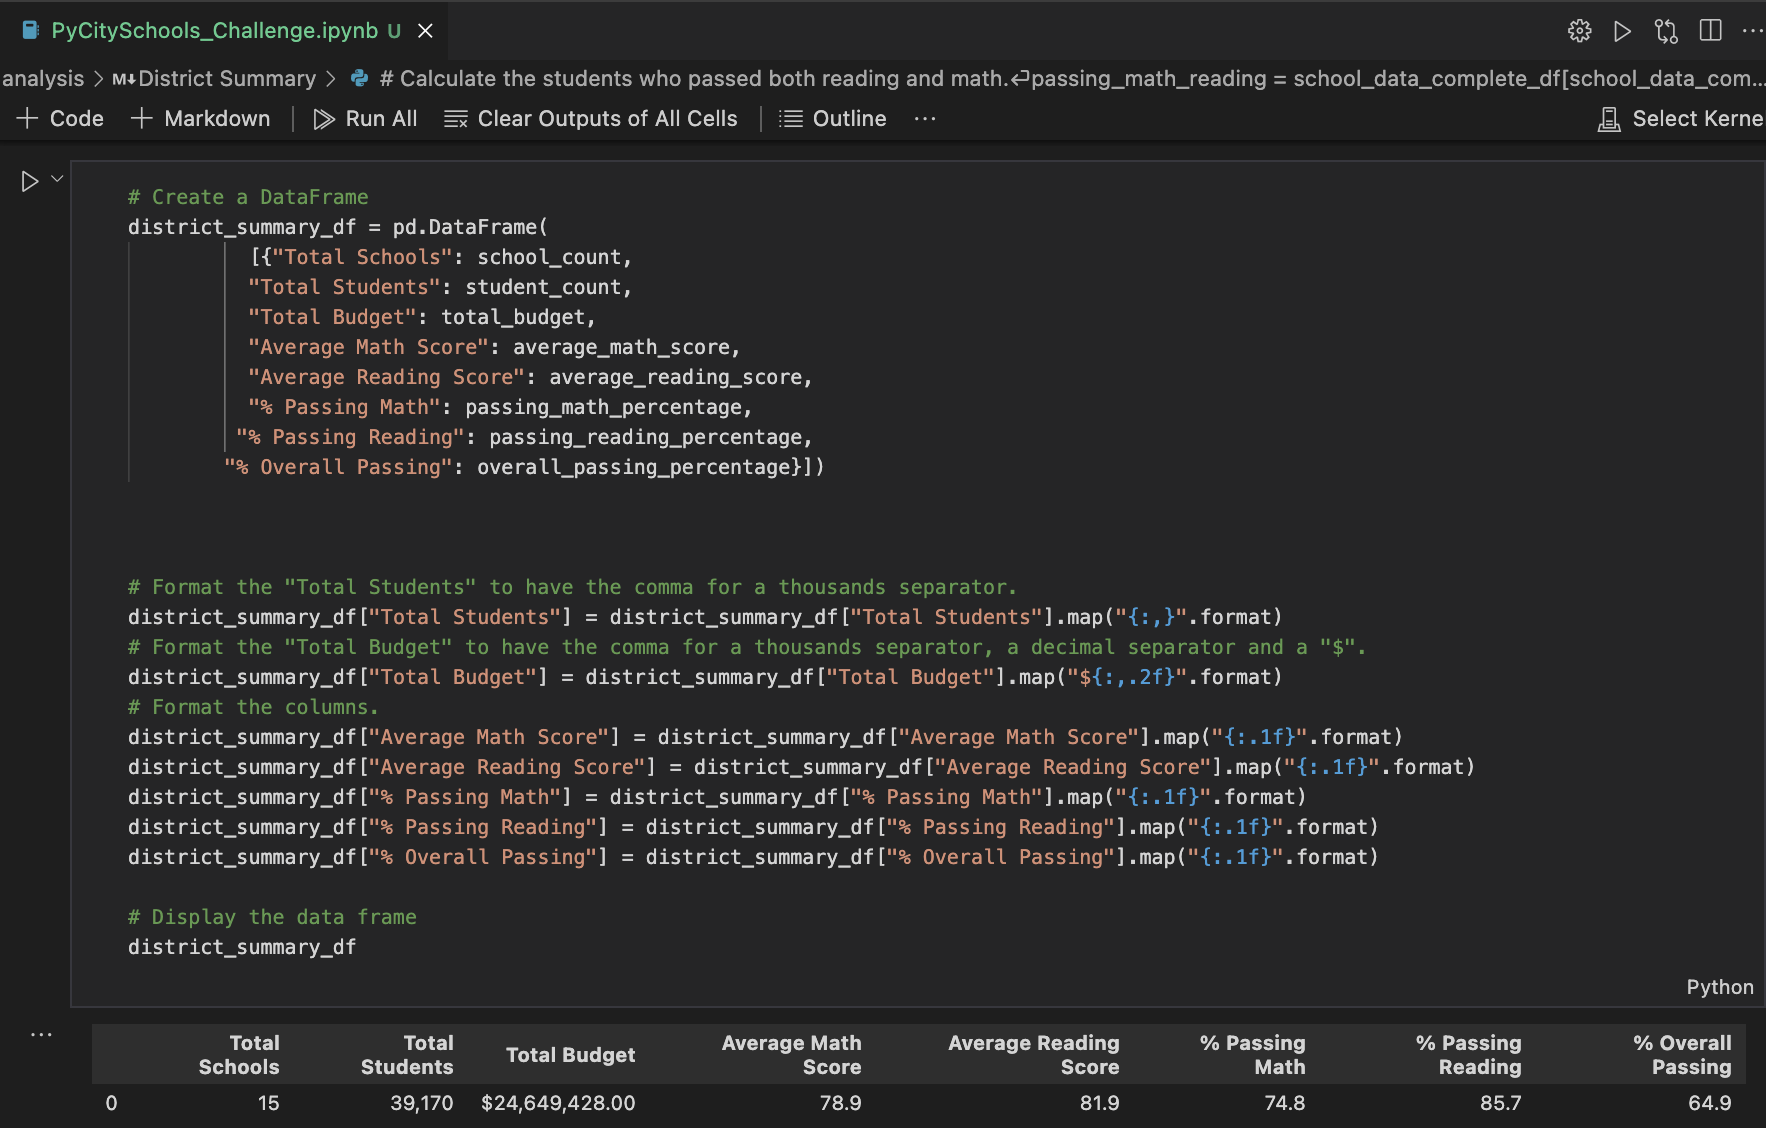 PyCitySchools_Challenge.ipynb U
analysis > M↓District Summary > # Calculate the students who passed both reading and math.↵passing_math_reading = school_data_complete_df[school_data_com...
+ Code + Markdown | Run All Clear Outputs of All Cells | Outline ... Select Kerne
# Create a DataFrame
district_summary_df = pd.DataFrame(
[{"Total Schools": school_count,
"Total Students": student_count,
"Total Budget": total_budget,
"Average Math Score": average_math_score,
"Average Reading Score": average_reading_score,
"% Passing Math": passing_math_percentage,
"% Passing Reading": passing_reading_percentage,
"% Overall Passing": overall_passing_percentage}])
# Format the "Total Students" to have the comma for a thousands separator.
district_summary_df["Total Students"] = district_summary_df["Total Students"].map("{:,}".format)
# Format the "Total Budget" to have the comma for a thousands separator, a decimal separator and a "$".
district_summary_df["Total Budget"] = district_summary_df["Total Budget"].map("${:,.2f}".format)
# Format the columns.
district_summary_df["Average Math Score"] = district_summary_df["Average Math Score"].map("{:.1f}".format)
district_summary_df["Average Reading Score"] = district_summary_df["Average Reading Score"].map("{:.1f}".format)
district_summary_df["% Passing Math"] = district_summary_df["% Passing Math"].map("{:.1f}".format)
district_summary_df["% Passing Reading"] = district_summary_df["% Passing Reading"].map("{:.1f}".format)
district_summary_df["% Overall Passing"] = district_summary_df["% Overall Passing"].map("{:.1f}".format)
# Display the data frame
district_summary_df
Python
Total Schools Total Students Total Budget Average Math Score Average Reading Score % Passing Math % Passing Reading % Overall Passing
0 15 39,170 $24,649,428.00 78.9 81.9 74.8 85.7 64.9